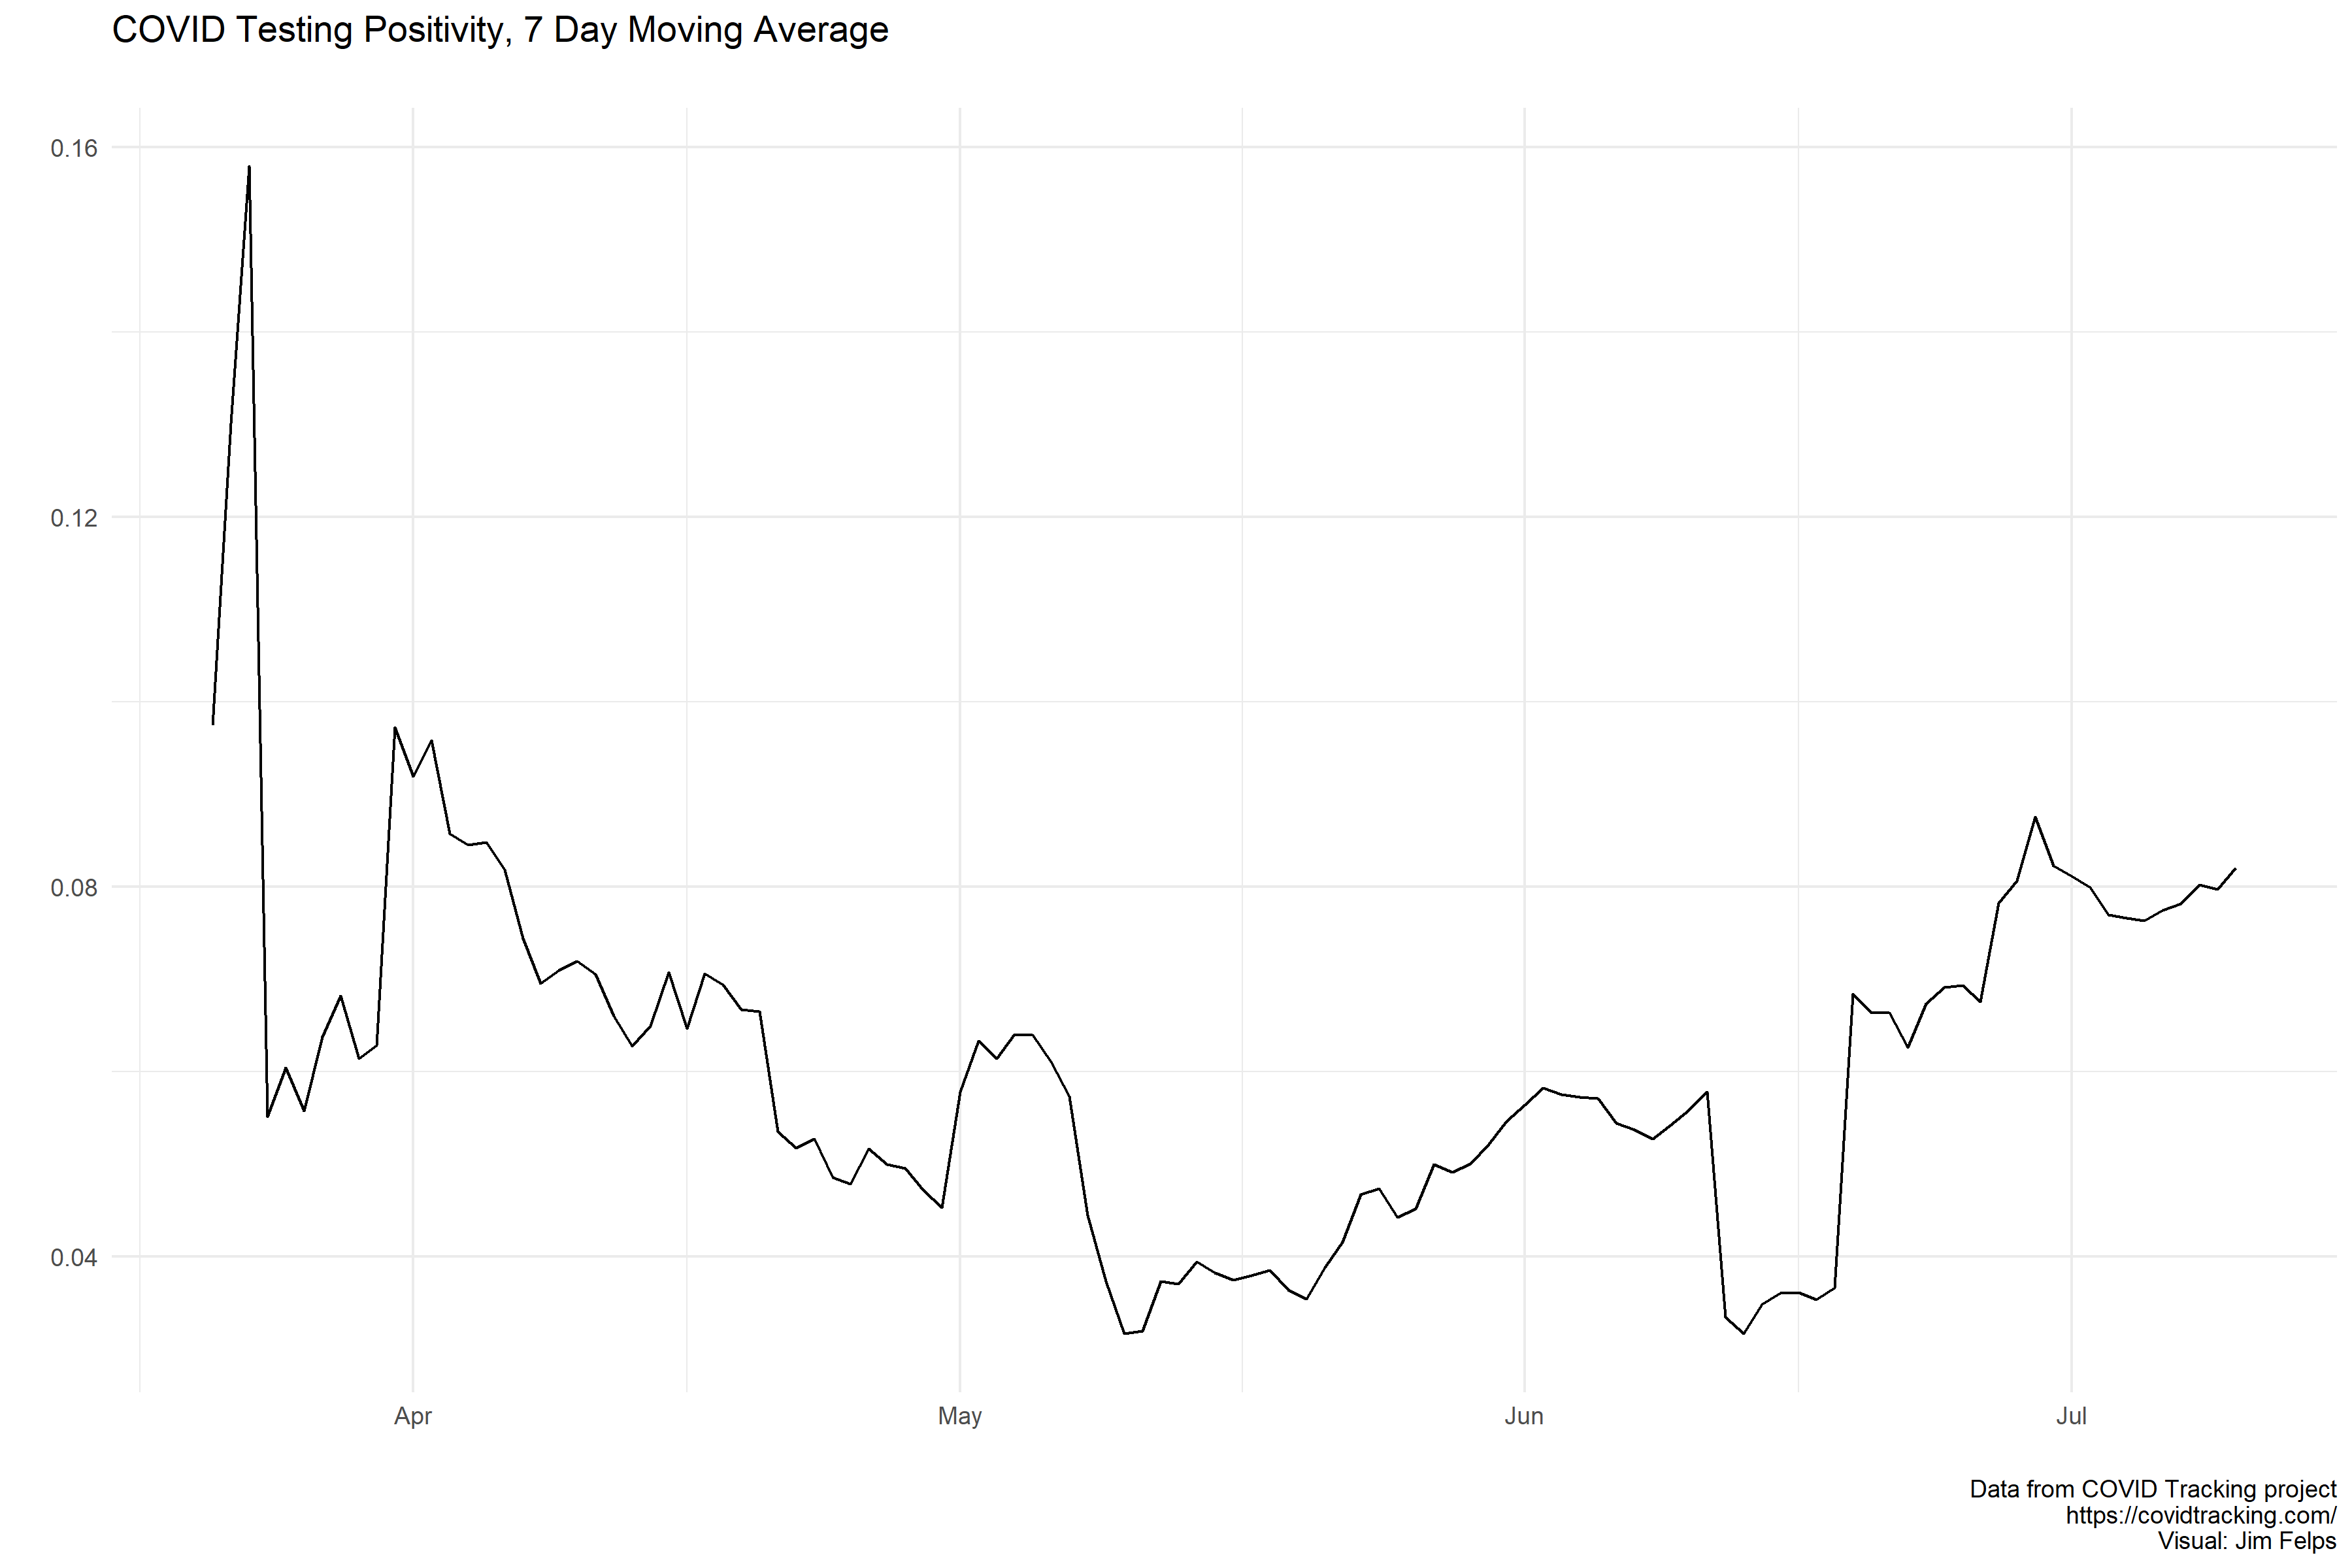 COVID Testing Positivity, 7 Day Moving Average
0.16
0.12
0.08
0.04
Apr May Jun Jul
Data from COVID Tracking project
https://covidtracking.com/
Visual: Jim Felps